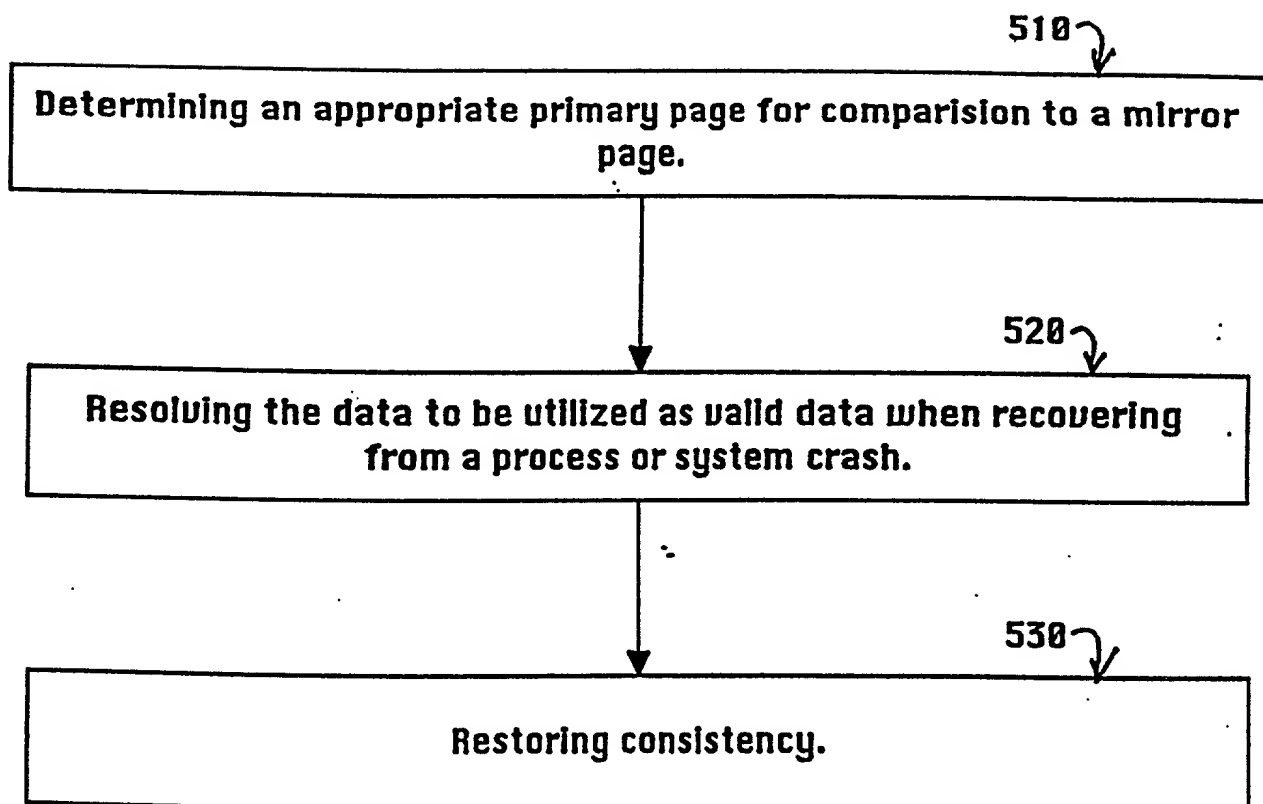 510
Determining an appropriate primary page for comparision to a mirror
page.
520
Resolving the data to be utilized as valid data when recovering
from a process or system crash.
530
Restoring consistency.